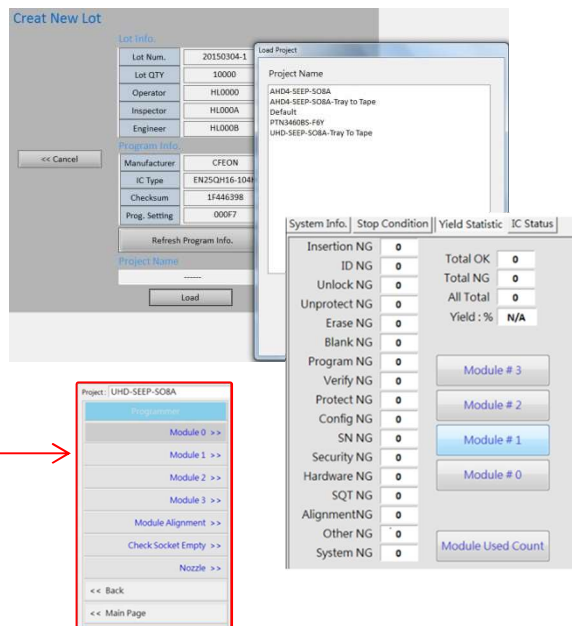 Creat New Lot
Lot Info.
Lot Num. 20150304-1
Lot QTY 10000
Operator HL0000
Inspector HL000A
Engineer HL000B
Program Info.
Manufacturer CFEON
IC Type EN25QH16-104
Checksum 1F446398
Prog. Setting 000F7
<< Cancel
Refresh Program Info.
Project Name
------
Load
Load Project
Project Name
AHD4-SEEP-SO8A
AHD4-SEEP-SO8A-Tray to Tape
Default
PTN3460BS-F6Y
UHD-SEEP-SO8A-Tray To Tape
System Info. Stop Condition Yield Statistic IC Status
Insertion NG 0
ID NG 0
Unlock NG 0
Unprotect NG 0
Erase NG 0
Blank NG 0
Program NG 0
Verify NG 0
Protect NG 0
Config NG 0
SN NG 0
Security NG 0
Hardware NG 0
SQT NG 0
AlignmentNG 0
Other NG 0
System NG 0
Total OK 0
Total NG 0
All Total 0
Yield : % N/A
Module # 3
Module # 2
Module # 1
Module # 0
Module Used Count
Project: UHD-SEEP-SO8A
Programmer
Module 0 >>
Module 1 >>
Module 2 >>
Module 3 >>
Module Alignment >>
Check Socket Empty >>
Nozzle >>
<< Back
<< Main Page